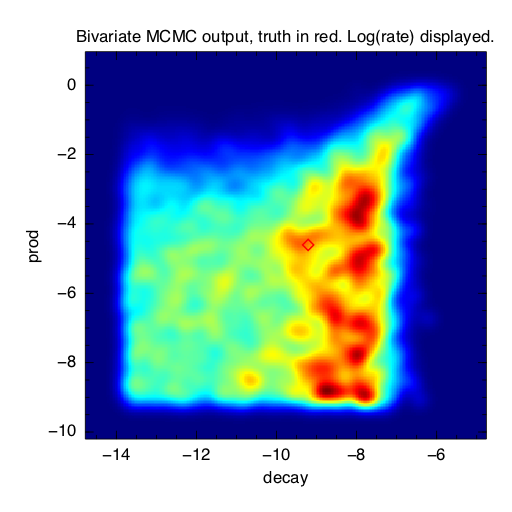 Bivariate MCMC output, truth in red. Log(rate) displayed.
0
−2
−4
−6
−8
−10
prod
−14 −12 −10 −8 −6
decay